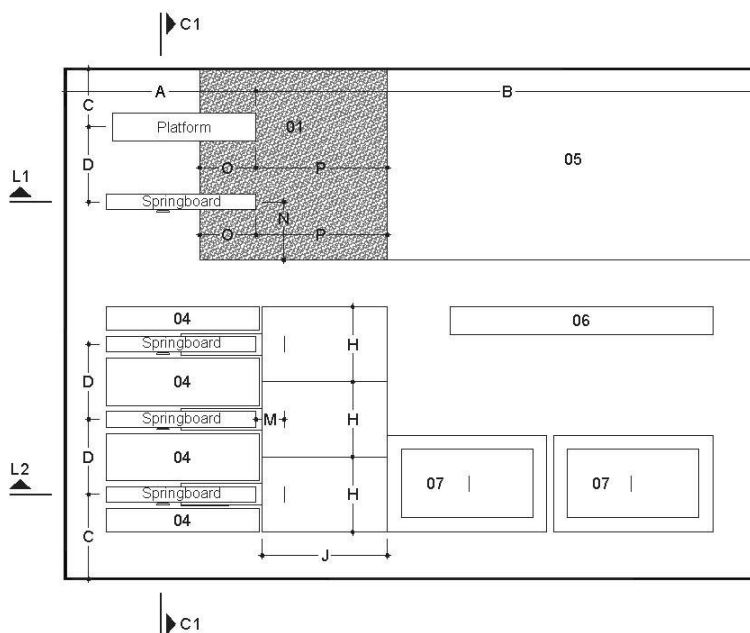 C1
A
B
C
Platform
01
05
D
O
P
L1
Springboard
N
O
P
04
06
Springboard
H
D
04
Springboard
M
H
D
04
07
07
L2
Springboard
H
04
C
J
C1